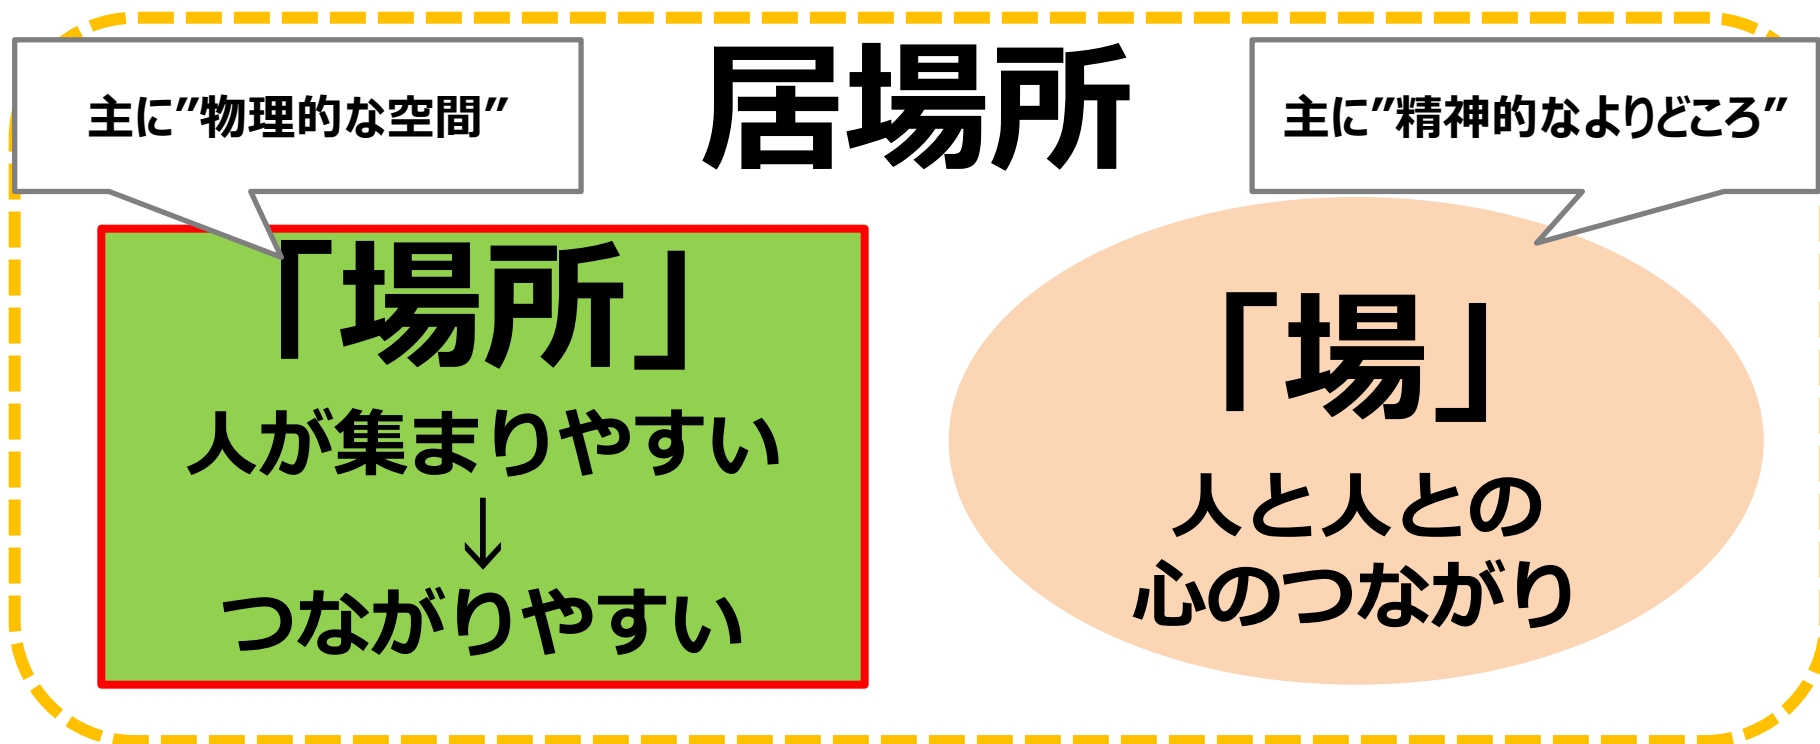 居場所
主に”物理的な空間”
主に”精神的なよりどころ”
「場所」
人が集まりやすい
↓
つながりやすい
「場」
人と人との
心のつながり